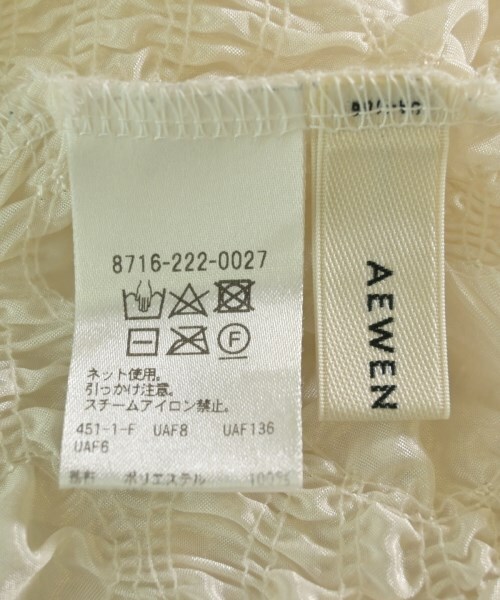 8716-222-0027
F
ネット使用。
引っかけ注意。
スチームアイロン禁止。
451-1-F UAF8 UAF136
UAF6
ポリエステル 100%
AEWEN